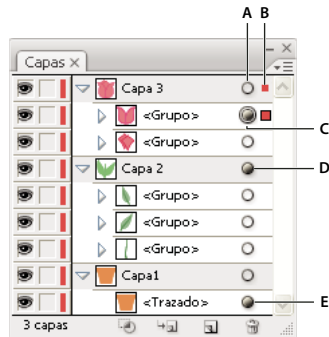 A B
Capas ×
Capa 3
<Grupo>
C
<Grupo>
Capa 2
D
<Grupo>
<Grupo>
<Grupo>
Capa1
<Trazado>
E
3 capas